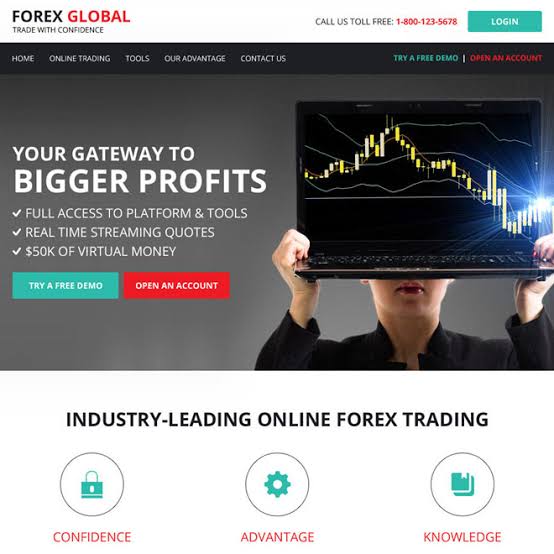 FOREX GLOBAL
TRADE WITH CONFIDENCE
CALL US TOLL FREE: 1-800-123-5678
LOGIN
HOME
ONLINE TRADING
TOOLS
OUR ADVANTAGE
CONTACT US
TRY A FREE DEMO | OPEN AN ACCOUNT
YOUR GATEWAY TO
BIGGER PROFITS
FULL ACCESS TO PLATFORM & TOOLS
REAL TIME STREAMING QUOTES
$50K OF VIRTUAL MONEY
TRY A FREE DEMO
OPEN AN ACCOUNT
INDUSTRY-LEADING ONLINE FOREX TRADING
CONFIDENCE
ADVANTAGE
KNOWLEDGE